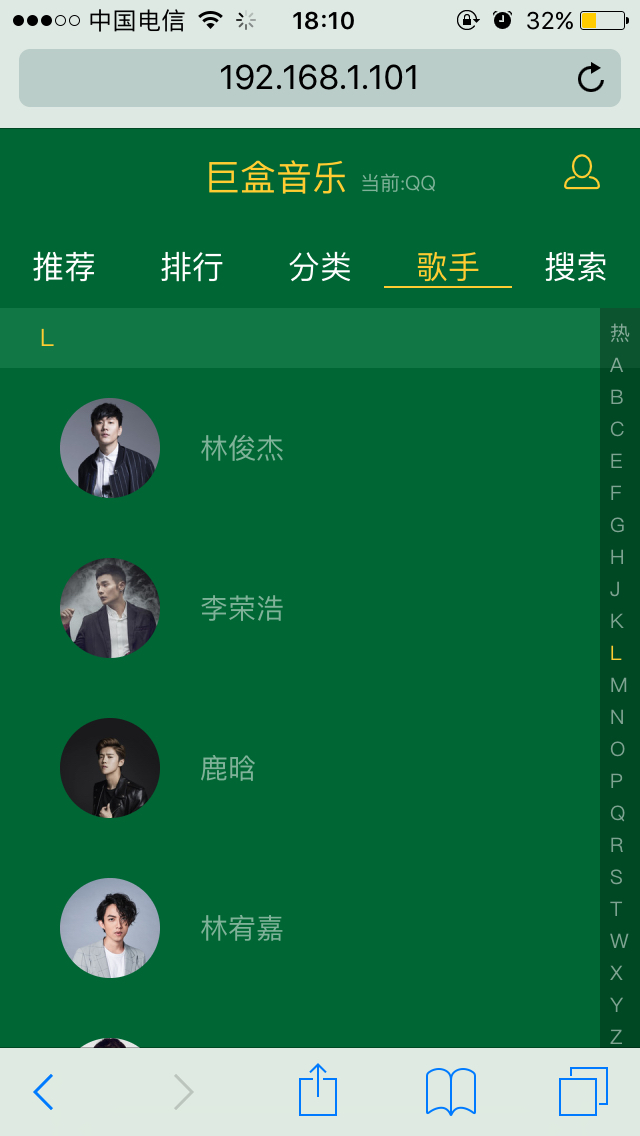 中国电信 18:10 32%
192.168.1.101
巨盒音乐 当前:QQ
推荐 排行 分类 歌手 搜索
L
林俊杰
李荣浩
鹿晗
林宥嘉
热
A
B
C
E
F
G
H
J
K
L
M
N
O
P
Q
R
S
T
W
X
Y
Z